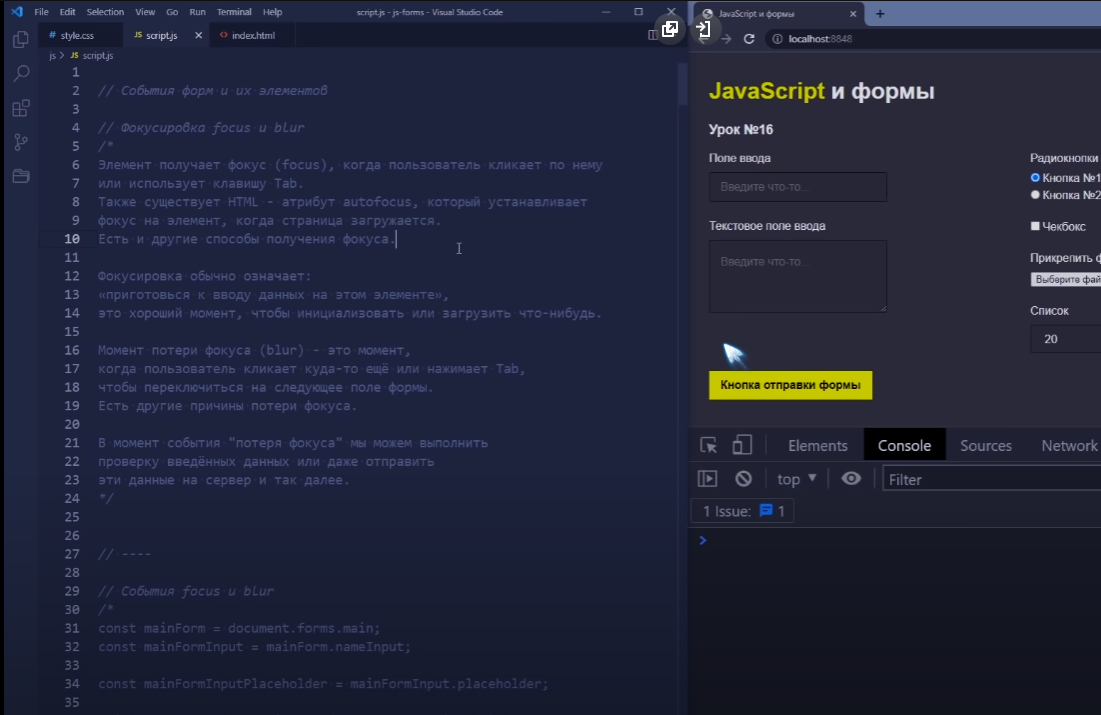 File Edit Selection View Go Run Terminal Help
script.js - js-forms - Visual Studio Code
# style.css
JS script.js
<> index.html
js > JS script.js
1
2 // События форм и их элементов
3
4 // Фокусировка focus и blur
5 /*
6 Элемент получает фокус (focus), когда пользователь кликает по нему
7 или использует клавишу Tab.
8 Также существует HTML - атрибут autofocus, который устанавливает
9 фокус на элемент, когда страница загружается.
10 Есть и другие способы получения фокуса.
11
12 Фокусировка обычно означает:
13 «приготовься к вводу данных на этом элементе»,
14 это хороший момент, чтобы инициализовать или загрузить что-нибудь.
15
16 Момент потери фокуса (blur) - это момент,
17 когда пользователь кликает куда-то ещё или нажимает Tab,
18 чтобы переключиться на следующее поле формы.
19 Есть другие причины потери фокуса.
20
21 В момент события "потеря фокуса" мы можем выполнить
22 проверку введённых данных или даже отправить
23 эти данные на сервер и так далее.
24 */
25
26
27 // ----
28
29 // События focus и blur
30 /*
31 const mainForm = document.forms.main;
32 const mainFormInput = mainForm.nameInput;
33
34 const mainFormInputPlaceholder = mainFormInput.placeholder;
35
JavaScript и формы
localhost:8848
JavaScript и формы
Урок №16
Поле ввода
Введите что-то...
Текстовое поле ввода
Введите что-то...
Кнопка отправки формы
Радиокнопки
Кнопка №1
Кнопка №2
Чекбокс
Прикрепить ф
Выберите фай
Список
20
Elements Console Sources Network
top
Filter
1 Issue: 1
>